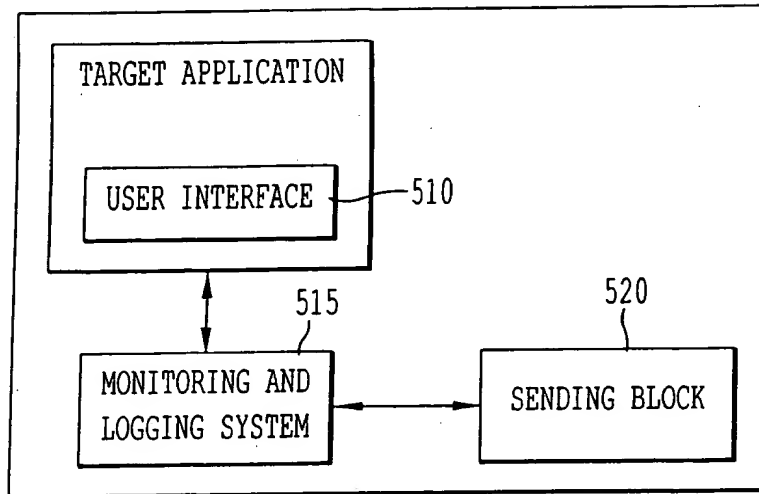 TARGET APPLICATION
USER INTERFACE
510
515
MONITORING AND
LOGGING SYSTEM
520
SENDING BLOCK